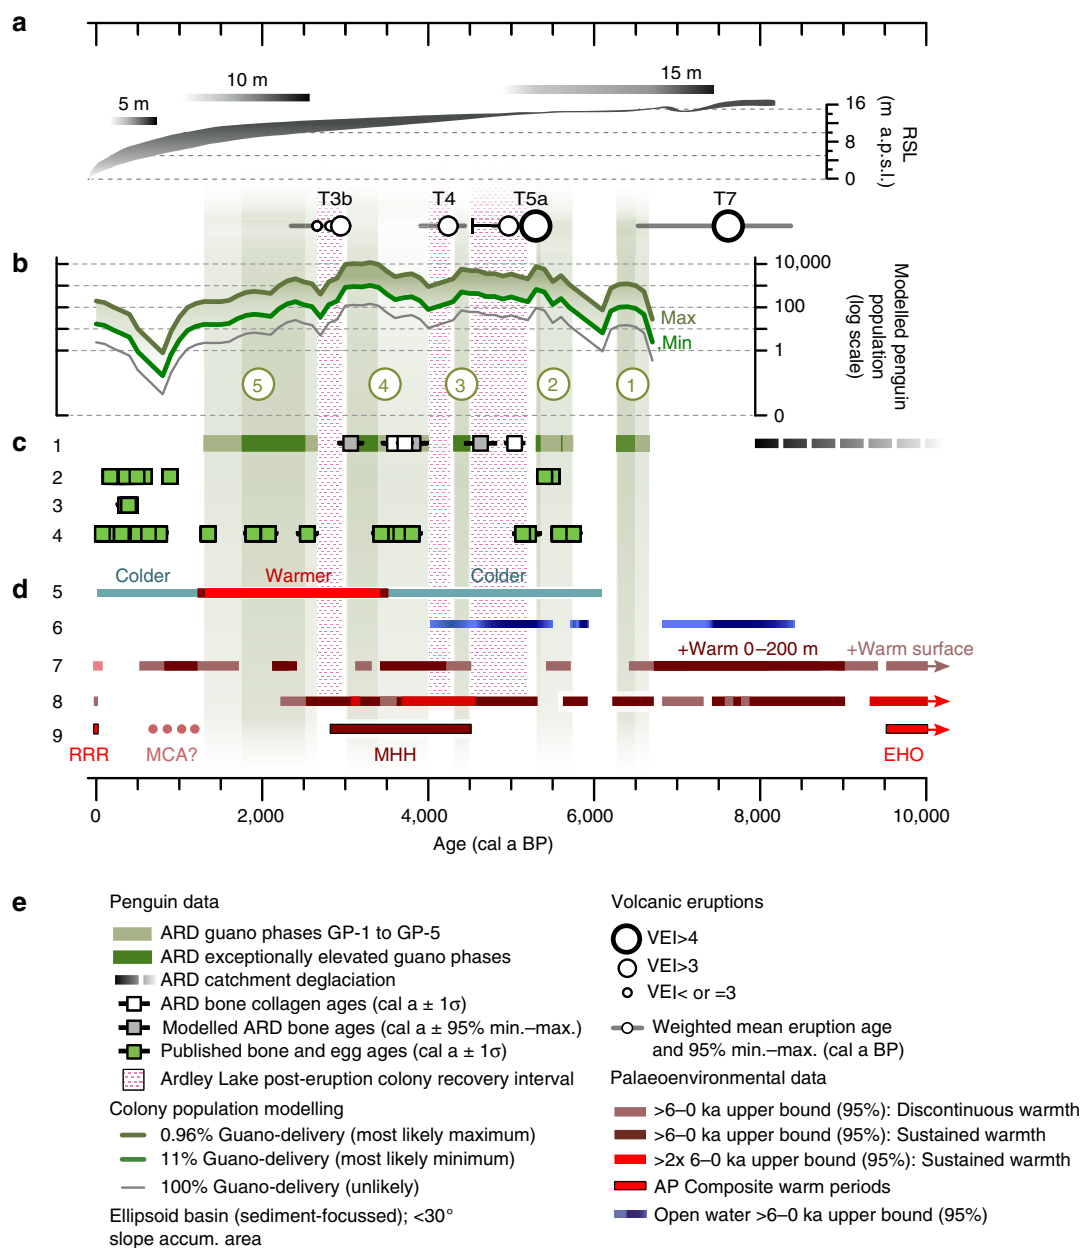 a
5 m
10 m
15 m
16
8
0
RSL
(m a.p.s.l.)
T3b
T4
T5a
T7
b
10,000
100
1
0
Modelled penguin
population
(log scale)
Max
Min
5
4
3
2
1
c
1
2
3
4
d
5
Colder
Warmer
Colder
6
7
+Warm 0–200 m
+Warm surface
8
9
RRR
MCA?
MHH
EHO
0
2,000
4,000
6,000
8,000
10,000
Age (cal a BP)
e
Penguin data
ARD guano phases GP-1 to GP-5
ARD exceptionally elevated guano phases
ARD catchment deglaciation
ARD bone collagen ages (cal a ± 1σ)
Modelled ARD bone ages (cal a ± 95% min.–max.)
Published bone and egg ages (cal a ± 1σ)
Ardley Lake post-eruption colony recovery interval
Colony population modelling
0.96% Guano-delivery (most likely maximum)
11% Guano-delivery (most likely minimum)
100% Guano-delivery (unlikely)
Ellipsoid basin (sediment-focussed); <30°
slope accum. area
Volcanic eruptions
VEI>4
VEI>3
VEI< or =3
Weighted mean eruption age
and 95% min.–max. (cal a BP)
Palaeoenvironmental data
>6–0 ka upper bound (95%): Discontinuous warmth
>6–0 ka upper bound (95%): Sustained warmth
>2x 6–0 ka upper bound (95%): Sustained warmth
AP Composite warm periods
Open water >6–0 ka upper bound (95%)